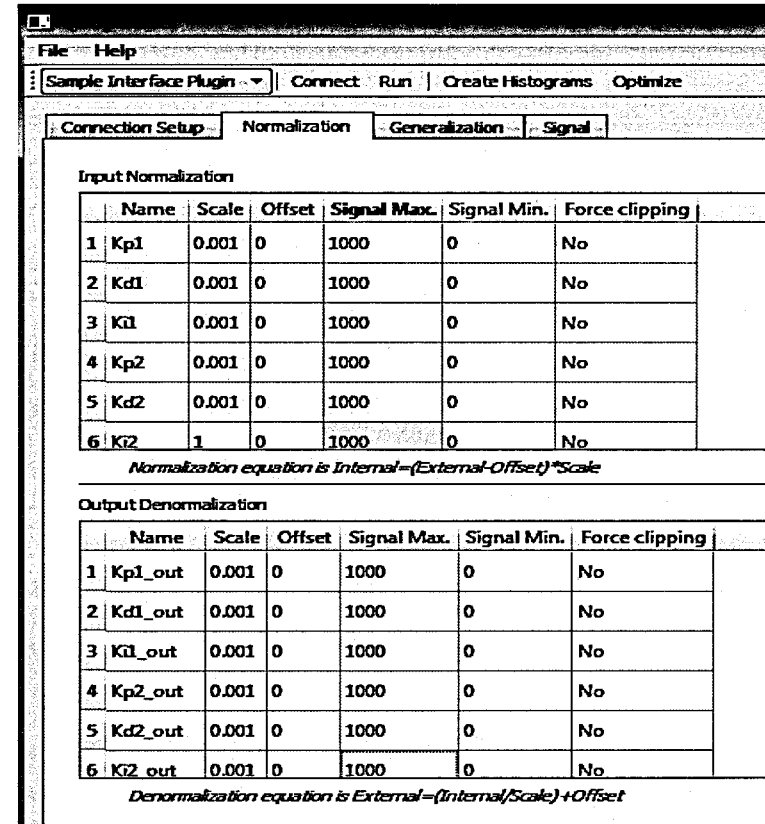 File Help
Sample Interface Plugin Connect Run Create Histograms Optimize
Connection Setup Normalization Generalization Signal
Input Normalization
Name Scale Offset Signal Max. Signal Min. Force clipping
1 Kp1 0.001 0 1000 0 No
2 Kd1 0.001 0 1000 0 No
3 Ki1 0.001 0 1000 0 No
4 Kp2 0.001 0 1000 0 No
5 Kd2 0.001 0 1000 0 No
6 Ki2 1 0 1000 0 No
Normalization equation is Internal=(External-Offset)*Scale
Output Denormalization
Name Scale Offset Signal Max. Signal Min. Force clipping
1 Kp1_out 0.001 0 1000 0 No
2 Kd1_out 0.001 0 1000 0 No
3 Ki1_out 0.001 0 1000 0 No
4 Kp2_out 0.001 0 1000 0 No
5 Kd2_out 0.001 0 1000 0 No
6 Ki2_out 0.001 0 1000 0 No
Denormalization equation is External=(Internal/Scale)+Offset